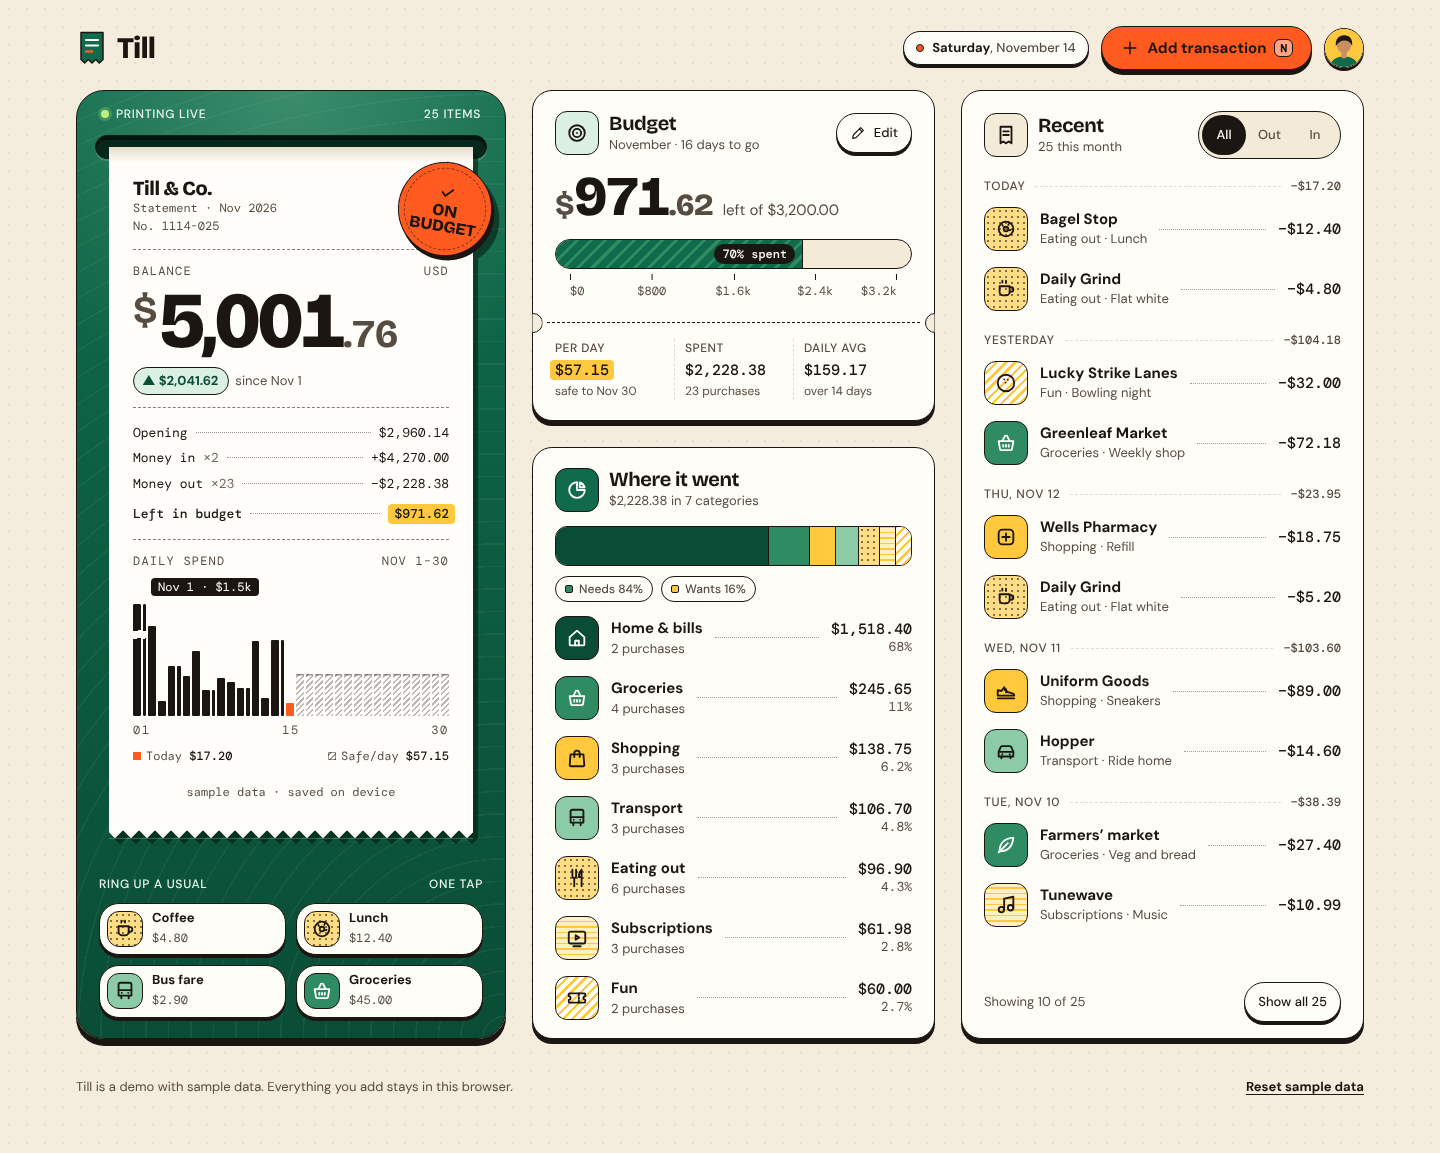 Till
Saturday, November 14
Add transaction N
PRINTING LIVE
25 ITEMS
Till & Co.
Statement · Nov 2026
No. 1114-025
ON
BUDGET
BALANCE
USD
$5,001.76
▲ $2,041.62 since Nov 1
Opening $2,960.14
Money in ×2 +$4,270.00
Money out ×23 −$2,228.38
Left in budget $971.62
DAILY SPEND
NOV 1–30
Nov 1 · $1.5k
01 15 30
Today $17.20
Safe/day $57.15
sample data · saved on device
RING UP A USUAL
ONE TAP
Coffee
$4.80
Lunch
$12.40
Bus fare
$2.90
Groceries
$45.00
Budget
November · 16 days to go
Edit
$971.62 left of $3,200.00
70% spent
$0 $800 $1.6k $2.4k $3.2k
PER DAY
$57.15
safe to Nov 30
SPENT
$2,228.38
23 purchases
DAILY AVG
$159.17
over 14 days
Where it went
$2,228.38 in 7 categories
Needs 84%
Wants 16%
Home & bills $1,518.40
2 purchases 68%
Groceries $245.65
4 purchases 11%
Shopping $138.75
3 purchases 6.2%
Transport $106.70
3 purchases 4.8%
Eating out $96.90
6 purchases 4.3%
Subscriptions $61.98
3 purchases 2.8%
Fun $60.00
2 purchases 2.7%
Recent
25 this month
All Out In
TODAY −$17.20
Bagel Stop −$12.40
Eating out · Lunch
Daily Grind −$4.80
Eating out · Flat white
YESTERDAY −$104.18
Lucky Strike Lanes −$32.00
Fun · Bowling night
Greenleaf Market −$72.18
Groceries · Weekly shop
THU, NOV 12 −$23.95
Wells Pharmacy −$18.75
Shopping · Refill
Daily Grind −$5.20
Eating out · Flat white
WED, NOV 11 −$103.60
Uniform Goods −$89.00
Shopping · Sneakers
Hopper −$14.60
Transport · Ride home
TUE, NOV 10 −$38.39
Farmers’ market −$27.40
Groceries · Veg and bread
Tunewave −$10.99
Subscriptions · Music
Showing 10 of 25
Show all 25
Till is a demo with sample data. Everything you add stays in this browser.
Reset sample data